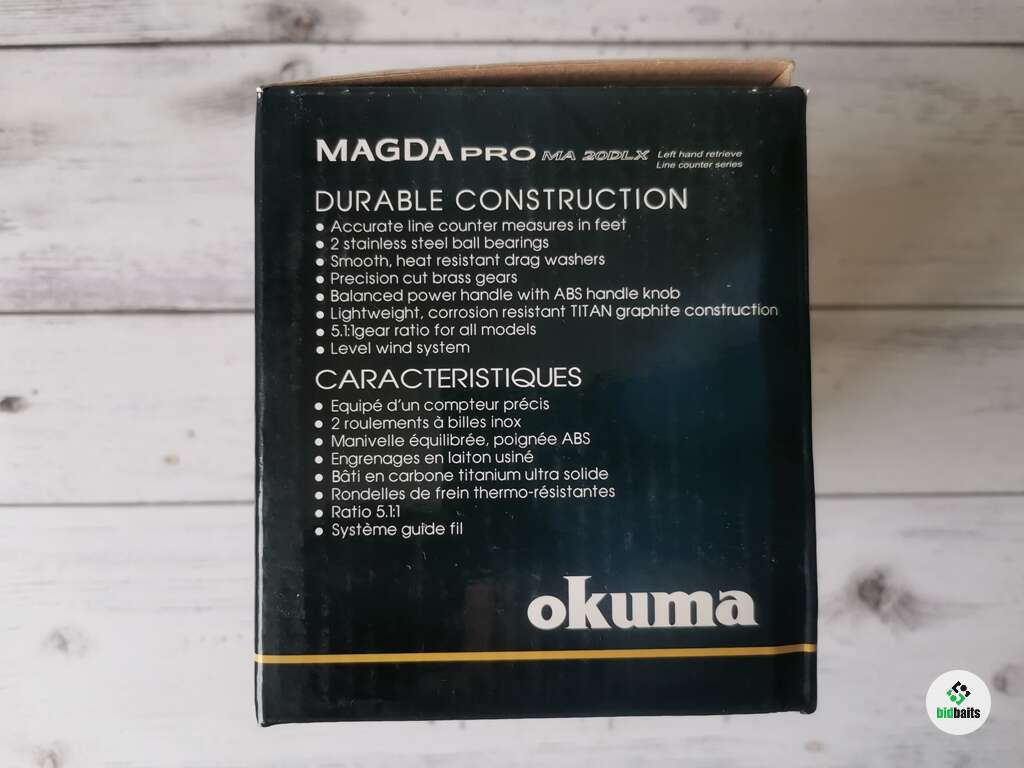 MAGDA PRO MA 20DLX Left hand retrieve
Line counter series
DURABLE CONSTRUCTION
• Accurate line counter measures in feet
• 2 stainless steel ball bearings
• Smooth, heat resistant drag washers
• Precision cut brass gears
• Balanced power handle with ABS handle knob
• Lightweight, corrosion resistant TITAN graphite construction
• 5.1:1gear ratio for all models
• Level wind system
CARACTERISTIQUES
• Equipé d'un compteur précis
• 2 roulements à billes inox
• Manivelle équilibrée, poignée ABS
• Engrenages en laiton usiné
• Bâti en carbone titanium ultra solide
• Rondelles de frein thermo-résistantes
• Ratio 5.1:1
• Système guide fil
okuma
bidbaits